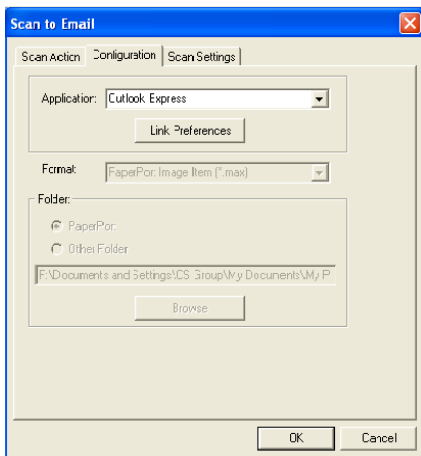 Scan to Email
Scan Action Configuration Scan Settings
Application: Outlook Express
Link Preferences
Format: PaperPort Image Item (*.max)
Folder:
PaperPort
Other Folder
F:\Documents and Settings\CS Group\My Documents\My P
Browse
OK Cancel